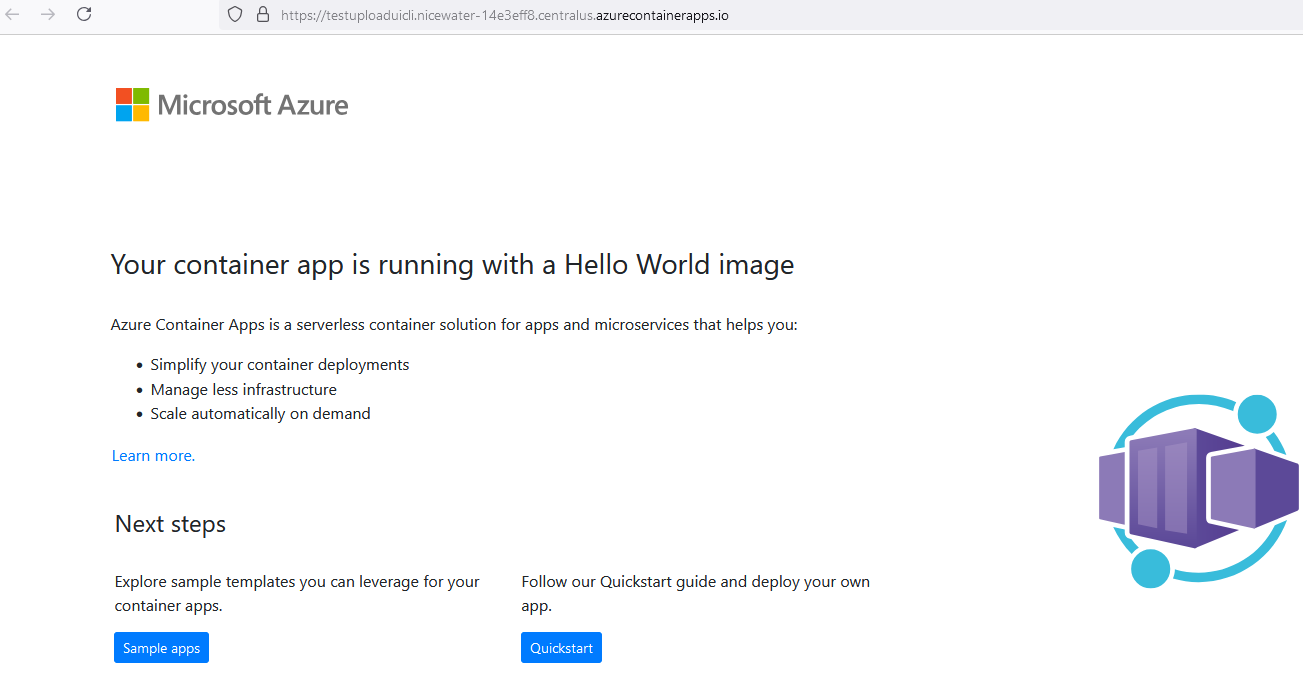 https://testuploaduicli.nicewater-14e3eff8.centralus.azurecontainerapps.io
Microsoft Azure
Your container app is running with a Hello World image
Azure Container Apps is a serverless container solution for apps and microservices that helps you:
• Simplify your container deployments
• Manage less infrastructure
• Scale automatically on demand
Learn more.
Next steps
Explore sample templates you can leverage for your
container apps.
Sample apps
Follow our Quickstart guide and deploy your own
app.
Quickstart